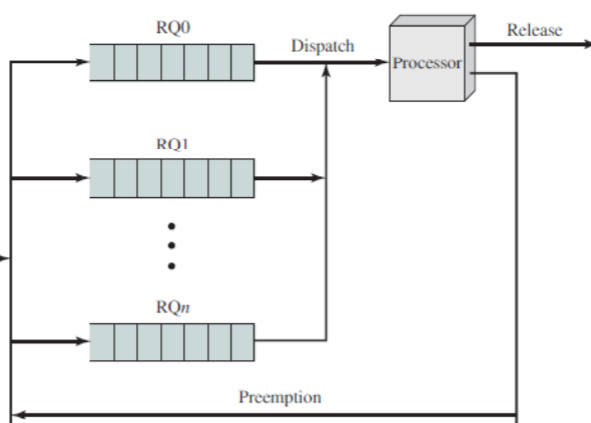 RQ0
Dispatch
Release
Processor
RQ1
RQn
Preemption